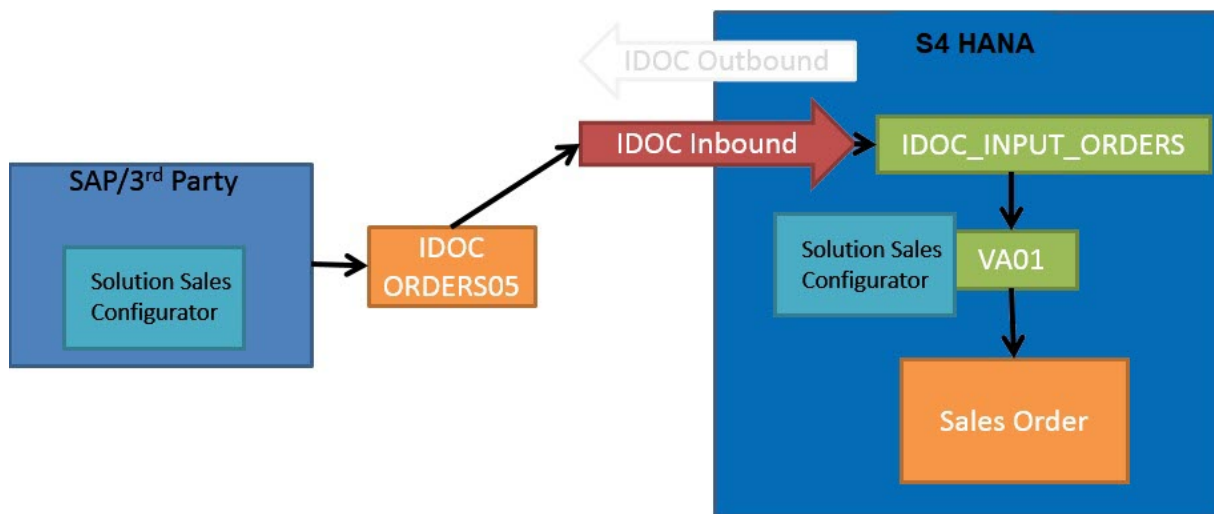 S4 HANA
IDOC Outbound
IDOC Inbound
IDOC_INPUT_ORDERS
SAP/3rd Party
Solution Sales
Configurator
IDOC
ORDERS05
Solution Sales
Configurator
VA01
Sales Order